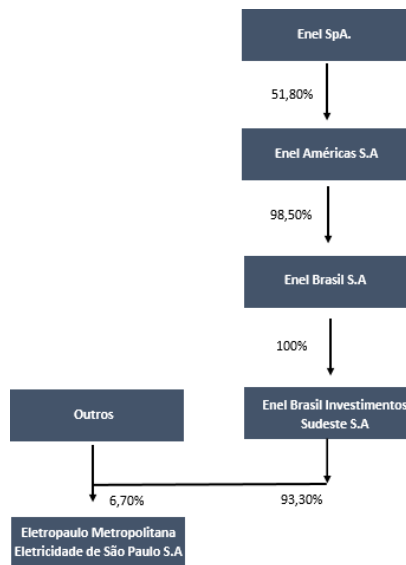 Enel SpA.
51,80%
Enel Américas S.A
98,50%
Enel Brasil S.A
100%
Outros
Enel Brasil Investimentos
Sudeste S.A
6,70%
93,30%
Eletropaulo Metropolitana
Eletricidade de São Paulo S.A